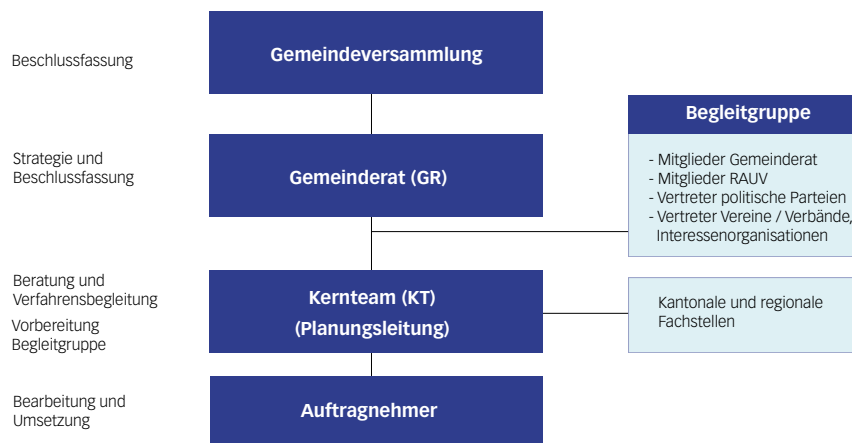 Beschlussfassung
Gemeindeversammlung
Strategie und
Beschlussfassung
Gemeinderat (GR)
Begleitgruppe
- Mitglieder Gemeinderat
- Mitglieder RAUV
- Vertreter politische Parteien
- Vertreter Vereine / Verbände,
Interessenorganisationen
Beratung und
Verfahrensbegleitung
Vorbereitung
Begleitgruppe
Kernteam (KT)
(Planungsleitung)
Kantonale und regionale
Fachstellen
Bearbeitung und
Umsetzung
Auftragnehmer